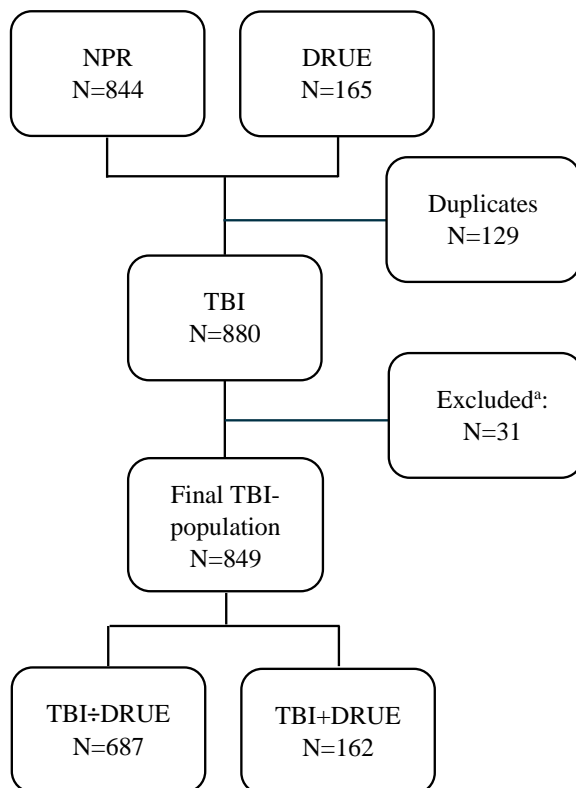 NPR
N=844
DRUE
N=165
Duplicates
N=129
TBI
N=880
Excludedᵃ:
N=31
Final TBI-
population
N=849
TBI÷DRUE
N=687
TBI+DRUE
N=162